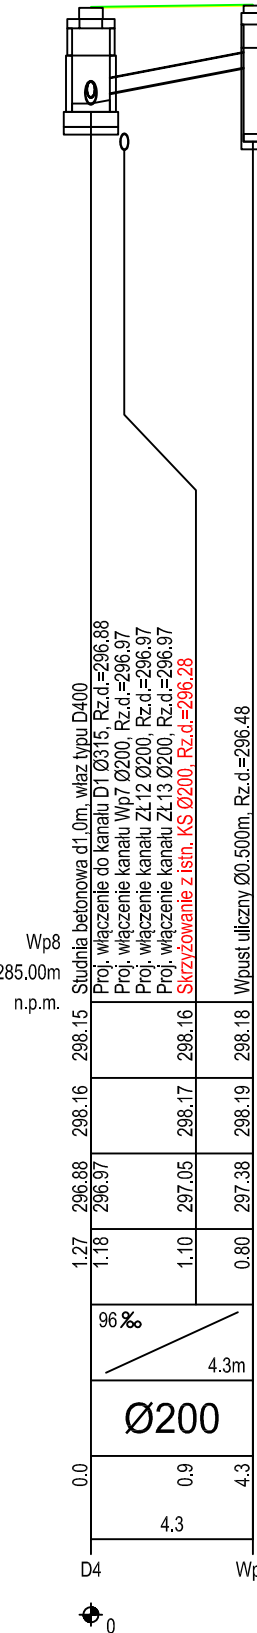 Studnia betonowa d1,0m, właz typu D400
Proj. włączenie do kanału D1 Ø315, Rz.d.=296.88
Proj. włączenie kanału Wp7 Ø200, Rz.d.=296.97
Proj. włączenie kanału ZŁ12 Ø200, Rz.d.=296.97
Proj. włączenie kanału ZŁ13 Ø200, Rz.d.=296.97
Skrzyżowanie z istn. KS Ø200, Rz.d.=296.28
Wpust uliczny Ø0.500m, Rz.d.=296.48
Wp8
285.00m
n.p.m.
298.15 298.16 298.18
298.16 298.17 298.19
296.88 296.97 297.05 297.38
1.27 1.18 1.10 0.80
96‰
4.3m
Ø200
0.0 0.9 4.3
4.3
D4 Wp
0